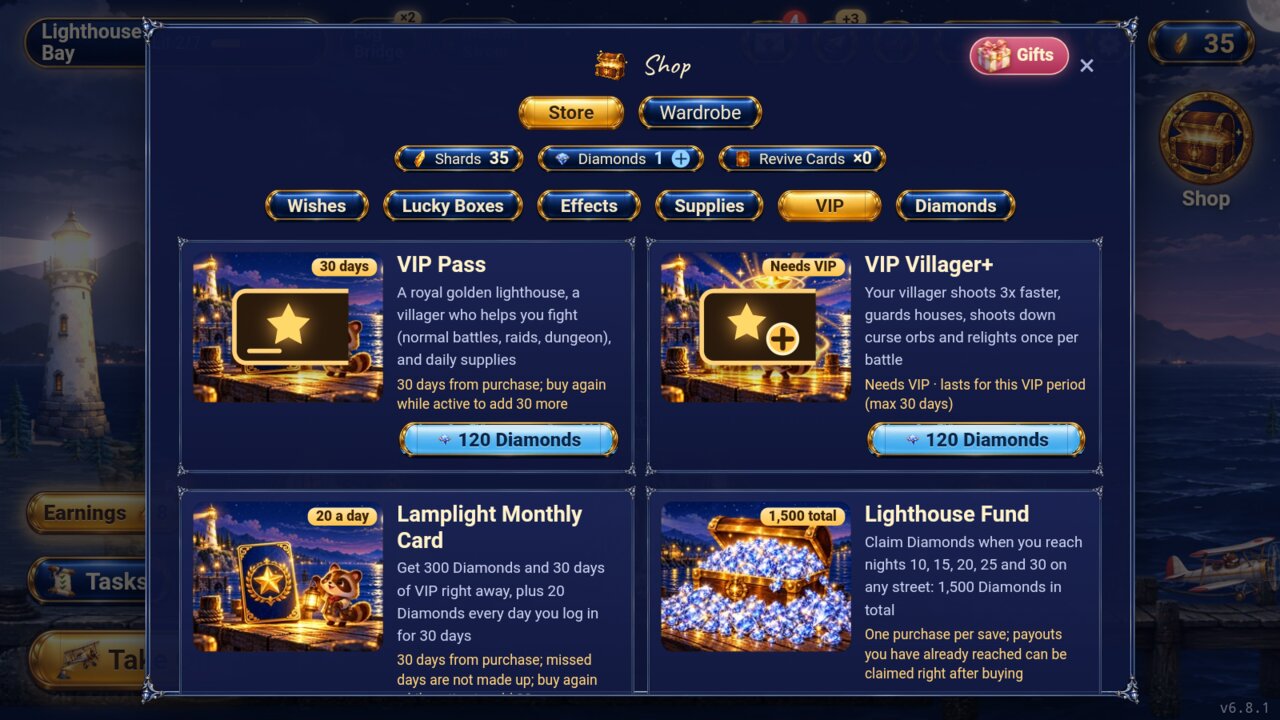 Lighthouse
Bay
×2
4
+3
35
Shop
Gifts
×
Store
Wardrobe
Shards 35
Diamonds 1
Revive Cards ×0
Shop
Wishes
Lucky Boxes
Effects
Supplies
VIP
Diamonds
30 days
VIP Pass
A royal golden lighthouse, a
villager who helps you fight
(normal battles, raids, dungeon),
and daily supplies
30 days from purchase; buy again
while active to add 30 more
120 Diamonds
Needs VIP
VIP Villager+
Your villager shoots 3x faster,
guards houses, shoots down
curse orbs and relights once per
battle
Needs VIP · lasts for this VIP period
(max 30 days)
120 Diamonds
20 a day
Lamplight Monthly
Card
Get 300 Diamonds and 30 days
of VIP right away, plus 20
Diamonds every day you log in
for 30 days
30 days from purchase; missed
days are not made up; buy again
1,500 total
Lighthouse Fund
Claim Diamonds when you reach
nights 10, 15, 20, 25 and 30 on
any street: 1,500 Diamonds in
total
One purchase per save; payouts
you have already reached can be
claimed right after buying
Earnings
Tasks
v6.8.1